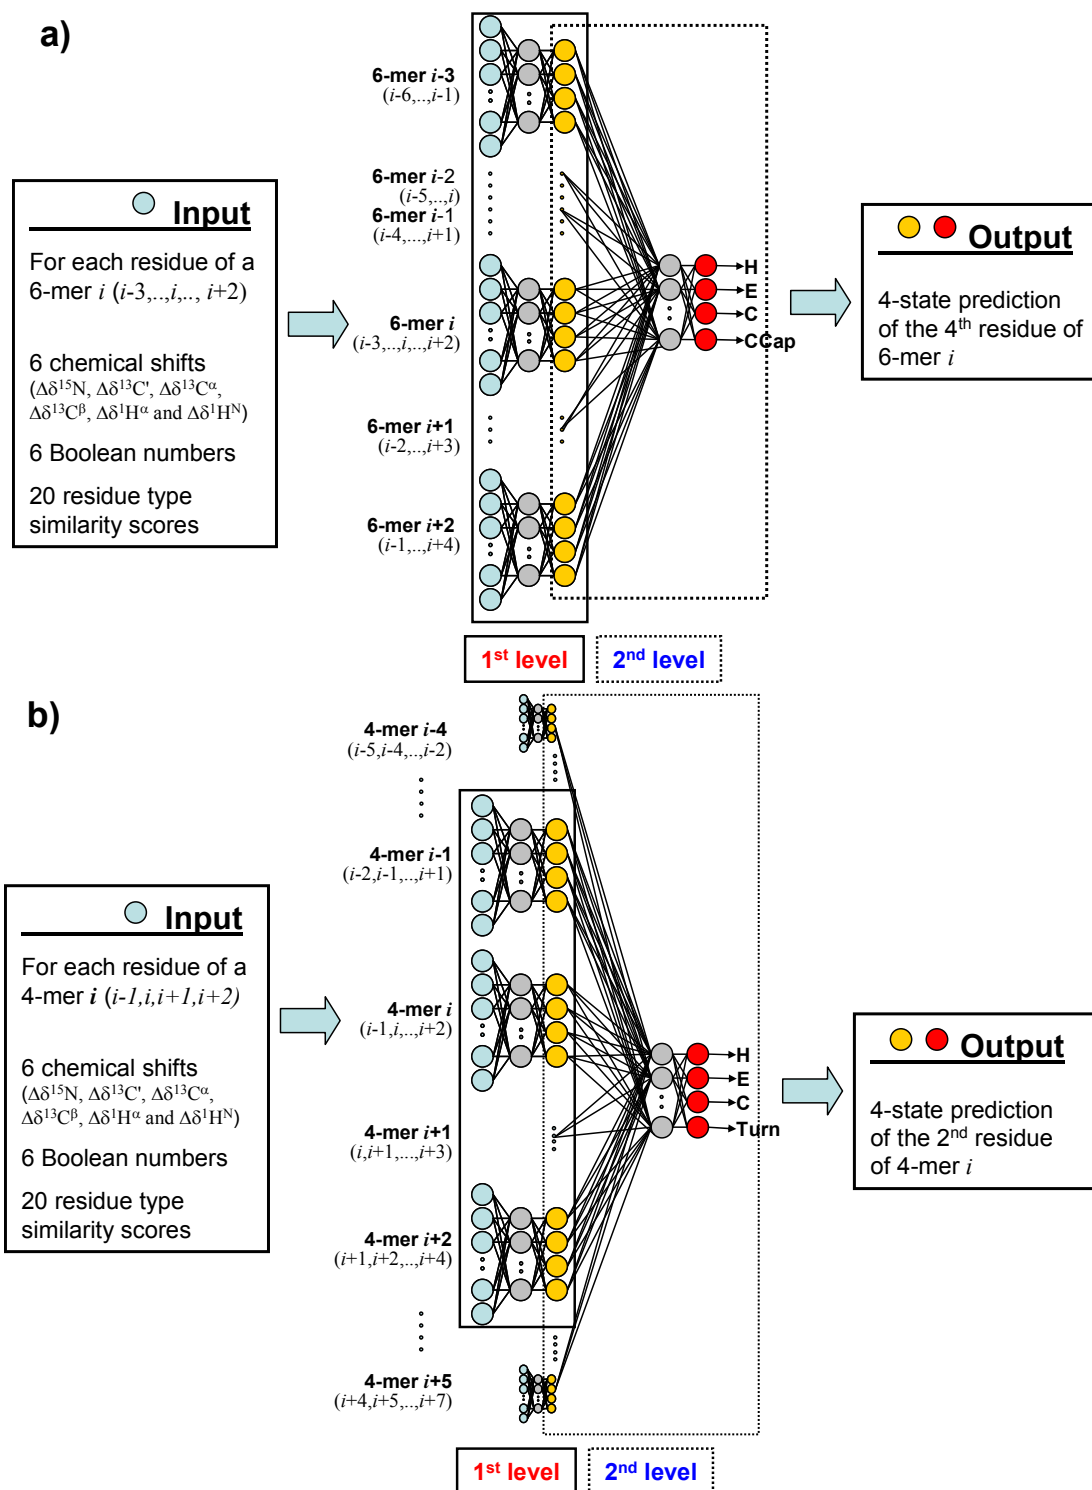 a)
6-mer i-3
(i-6,..,i-1)
6-mer i-2
(i-5,..,i)
6-mer i-1
(i-4,...,i+1)
6-mer i
(i-3,..,i,..,i+2)
6-mer i+1
(i-2,..,i+3)
6-mer i+2
(i-1,..,i+4)
Input
For each residue of a
6-mer i (i-3,..,i,.., i+2)
6 chemical shifts
(Δδ¹⁵N, Δδ¹³C', Δδ¹³Cᵅ,
Δδ¹³Cᵝ, Δδ¹Hᵅ and Δδ¹Hᴺ)
6 Boolean numbers
20 residue type
similarity scores
H
E
C
CCap
Output
4-state prediction
of the 4th residue of
6-mer i
1st level
2nd level
b)
4-mer i-4
(i-5,i-4,..,i-2)
4-mer i-1
(i-2,i-1,..,i+1)
4-mer i
(i-1,i,..,i+2)
4-mer i+1
(i,i+1,...,i+3)
4-mer i+2
(i+1,i+2,..,i+4)
4-mer i+5
(i+4,i+5,..,i+7)
Input
For each residue of a
4-mer i (i-1,i,i+1,i+2)
6 chemical shifts
(Δδ¹⁵N, Δδ¹³C', Δδ¹³Cᵅ,
Δδ¹³Cᵝ, Δδ¹Hᵅ and Δδ¹Hᴺ)
6 Boolean numbers
20 residue type
similarity scores
H
E
C
Turn
Output
4-state prediction
of the 2nd residue
of 4-mer i
1st level
2nd level